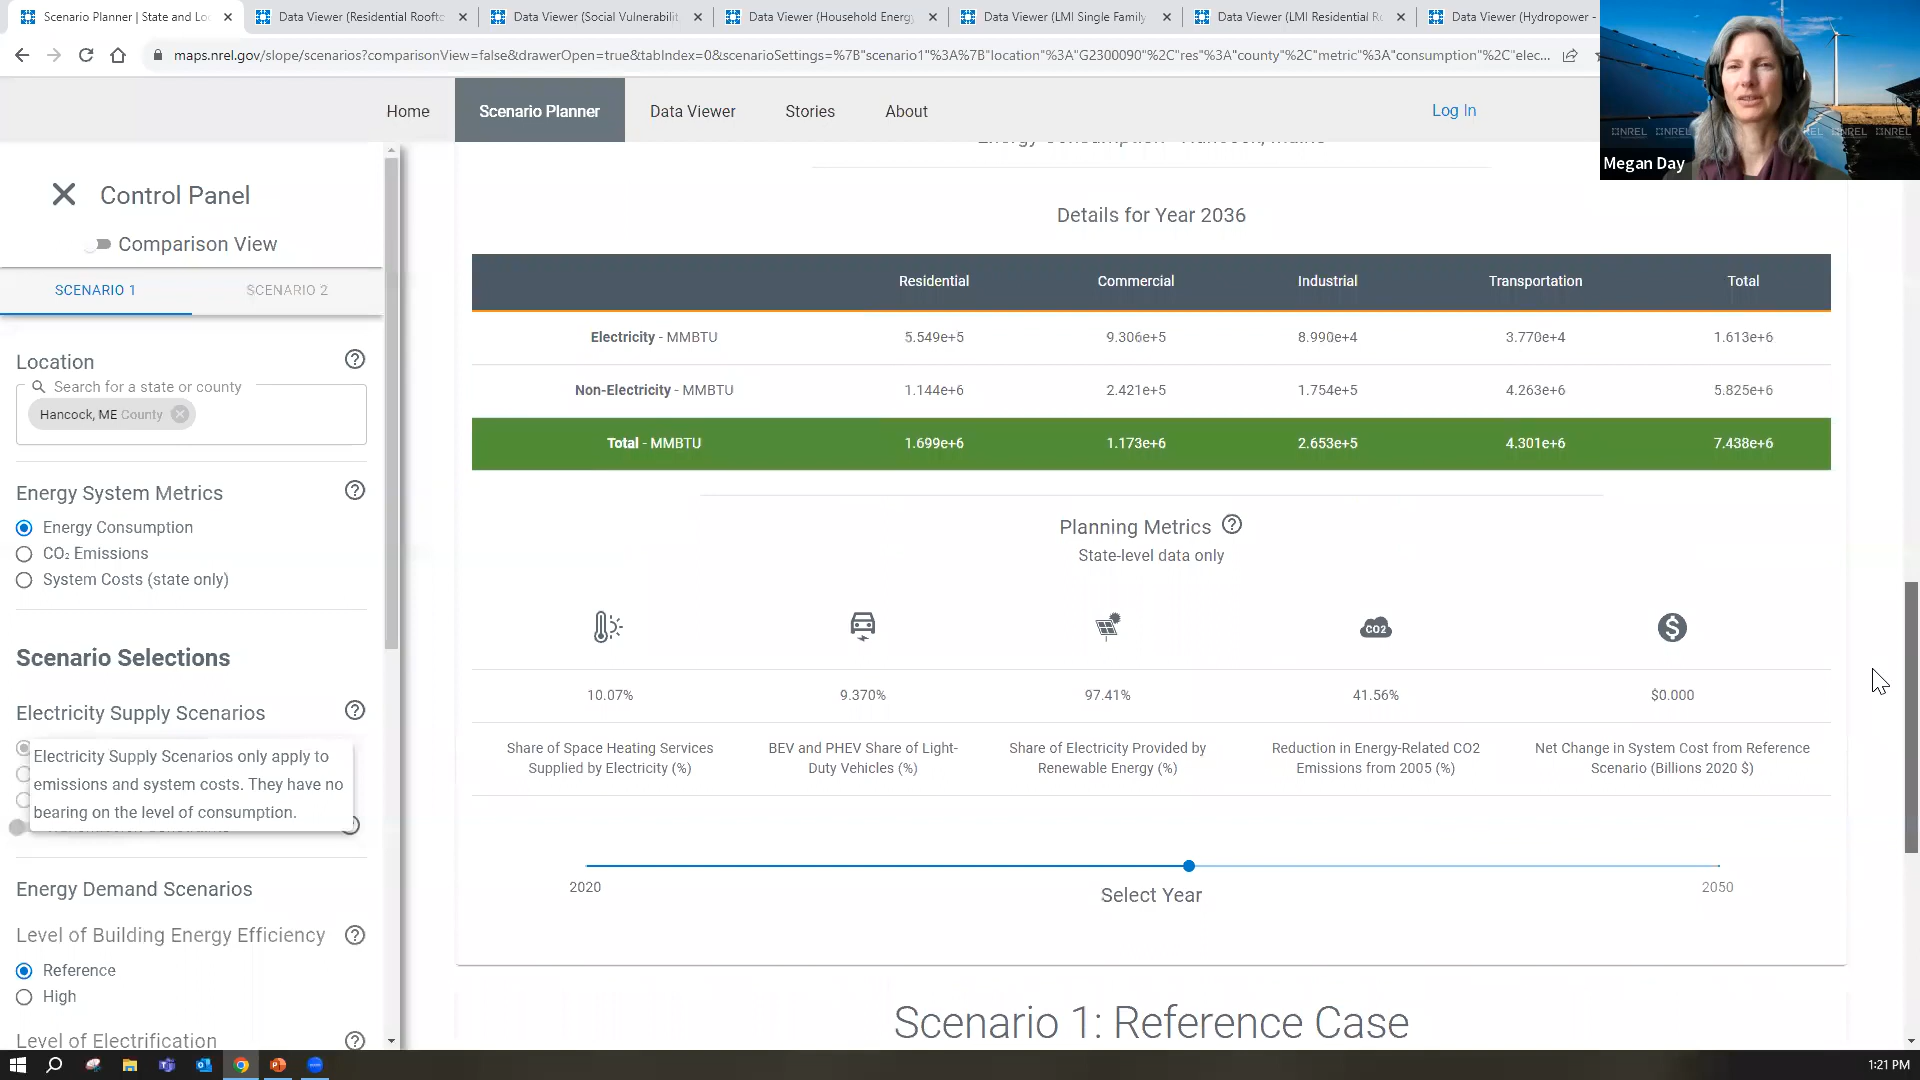 Scenario Planner | State and Loc
Data Viewer (Residential Roofto
Data Viewer (Social Vulnerabilit
Data Viewer (Household Energy
Data Viewer (LMI Single Family
Data Viewer (LMI Residential Ro
Data Viewer (Hydropower -
maps.nrel.gov/slope/scenarios?comparisonView=false&drawerOpen=true&tabIndex=0&scenarioSettings=%7B"scenario1"%3A%7B"location"%3A"G2300090"%2C"res"%3A"county"%2C"metric"%3A"consumption"%2C"elec...
Home
Scenario Planner
Data Viewer
Stories
About
Log In
NREL NREL NREL NREL
Megan Day
Control Panel
Comparison View
SCENARIO 1
SCENARIO 2
Location
Search for a state or county
Hancock, ME County
Energy System Metrics
Energy Consumption
CO₂ Emissions
System Costs (state only)
Scenario Selections
Electricity Supply Scenarios
Electricity Supply Scenarios only apply to
emissions and system costs. They have no
bearing on the level of consumption.
Energy Demand Scenarios
Level of Building Energy Efficiency
Reference
High
Level of Electrification
Energy Consumption - Hancock, Maine
Details for Year 2036
Residential Commercial Industrial Transportation Total
Electricity - MMBTU 5.549e+5 9.306e+5 8.990e+4 3.770e+4 1.613e+6
Non-Electricity - MMBTU 1.144e+6 2.421e+5 1.754e+5 4.263e+6 5.825e+6
Total - MMBTU 1.699e+6 1.173e+6 2.653e+5 4.301e+6 7.438e+6
Planning Metrics
State-level data only
CO2
$
10.07% 9.370% 97.41% 41.56% $0.000
Share of Space Heating Services
Supplied by Electricity (%)
BEV and PHEV Share of Light-
Duty Vehicles (%)
Share of Electricity Provided by
Renewable Energy (%)
Reduction in Energy-Related CO2
Emissions from 2005 (%)
Net Change in System Cost from Reference
Scenario (Billions 2020 $)
2020
2050
Select Year
Scenario 1: Reference Case
1:21 PM